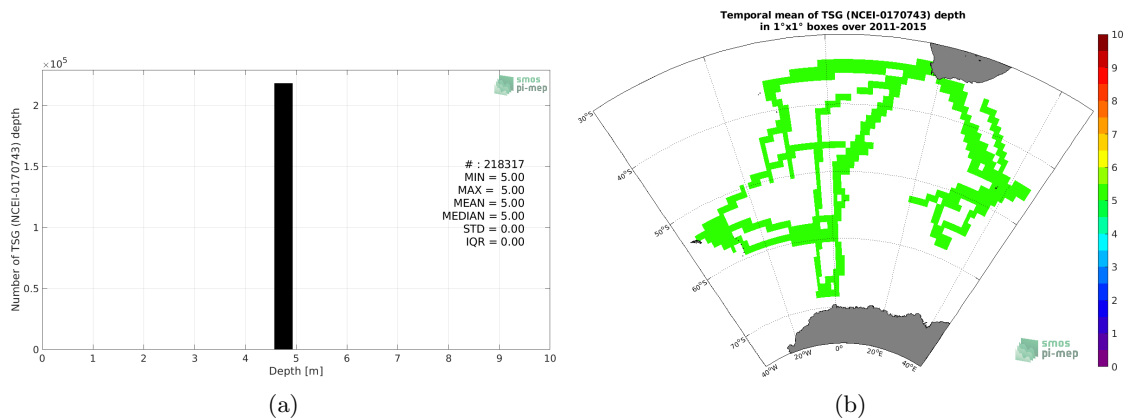 ×10⁵
smos
pi-mep
2
1.5
1
0.5
0
Number of TSG (NCEI-0170743) depth
# : 218317
MIN = 5.00
MAX = 5.00
MEAN = 5.00
MEDIAN = 5.00
STD = 0.00
IQR = 0.00
0 1 2 3 4 5 6 7 8 9 10
Depth [m]
(a)
Temporal mean of TSG (NCEI-0170743) depth
in 1°x1° boxes over 2011-2015
30°S
40°S
50°S
60°S
70°S
40°W
20°W
0°
20°E
40°E
10
9
8
7
6
5
4
3
2
1
0
smos
pi-mep
(b)